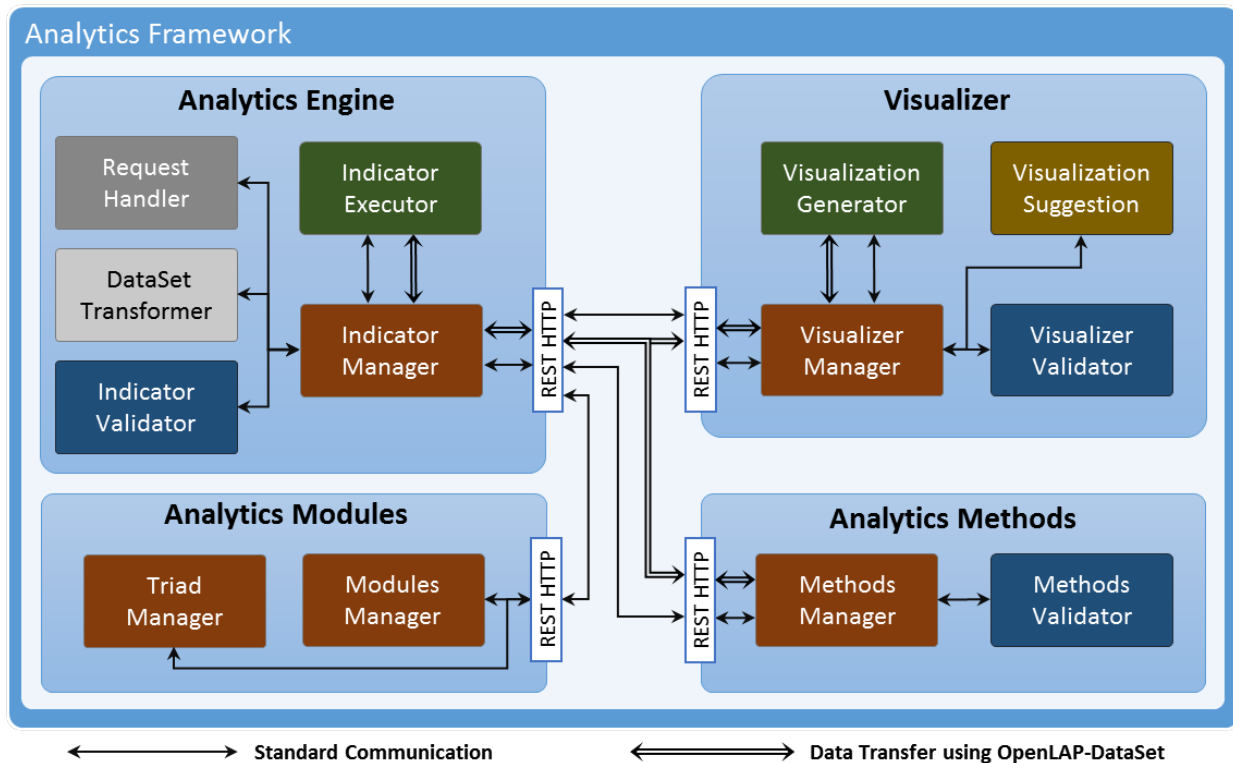 Analytics Framework
Analytics Engine
Request
Handler
Indicator
Executor
DataSet
Transformer
Indicator
Manager
Indicator
Validator
REST HTTP
Visualizer
Visualization
Generator
Visualization
Suggestion
REST HTTP
Visualizer
Manager
Visualizer
Validator
Analytics Modules
Triad
Manager
Modules
Manager
REST HTTP
Analytics Methods
REST HTTP
Methods
Manager
Methods
Validator
Standard Communication
Data Transfer using OpenLAP-DataSet